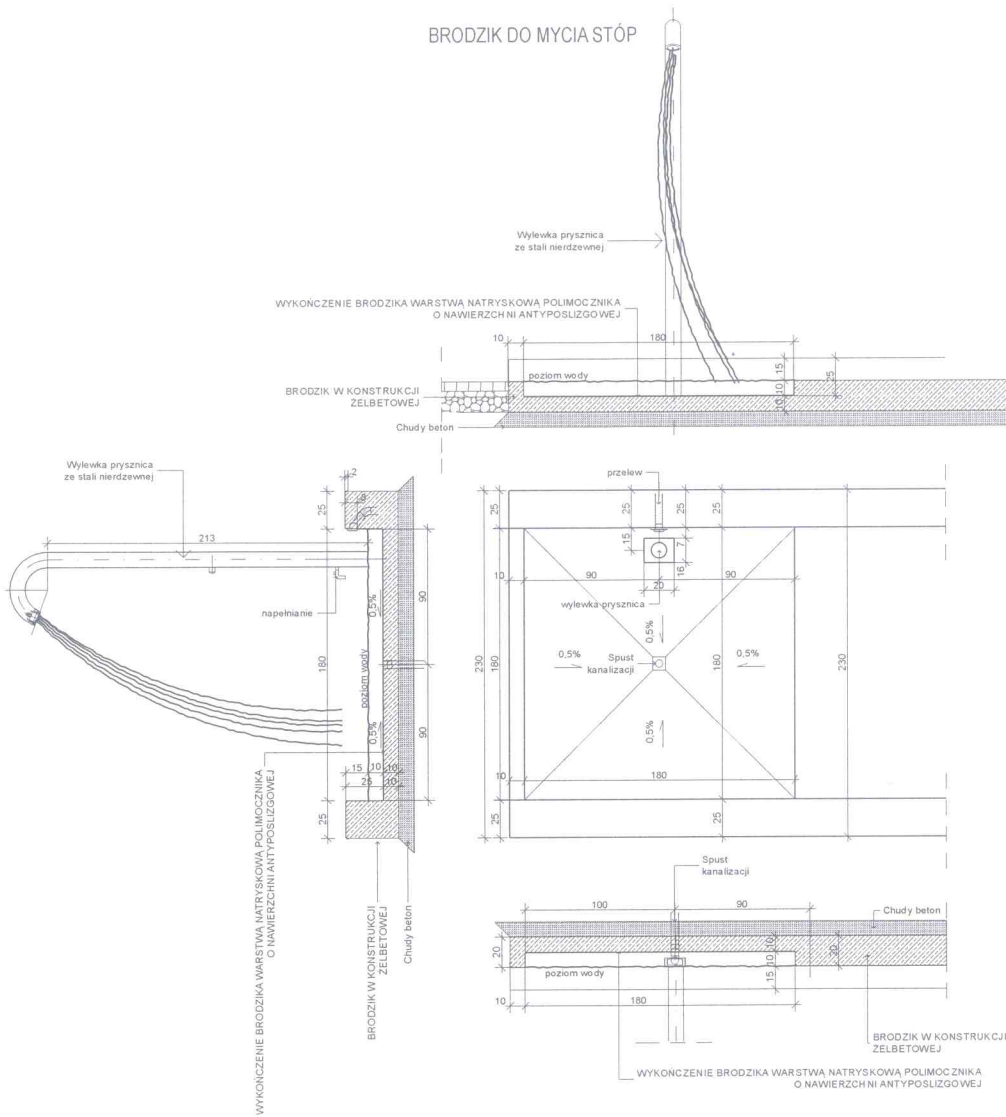 BRODZIK DO MYCIA STÓP
Wylewka prysznica
ze stali nierdzewnej
WYKOŃCZENIE BRODZIKA WARSTWĄ NATRYSKOWĄ POLIMOCZNIKA
O NAWIERZCHNI ANTYPOSLIZGOWEJ
10
180
poziom wody
15
25
10
10
BRODZIK W KONSTRUKCJI
ŻELBETOWEJ
Chudy beton
Wylewka prysznica
ze stali nierdzewnej
2
8
25
213
napełnianie
0,5%
90
180
poziom wody
0,5%
90
15
10
10
25
10
25
WYKOŃCZENIE BRODZIKA WARSTWĄ NATRYSKOWĄ POLIMOCZNIKA
O NAWIERZCHNI ANTYPOSLIZGOWEJ
BRODZIK W KONSTRUKCJI
ŻELBETOWEJ
Chudy beton
przelew
25
25
25
25
15
7
16
10
90
90
20
wylewka prysznica
0,5%
0,5%
Spust
kanalizacji
0,5%
230
180
180
230
0,5%
10
180
25
25
Spust
kanalizacji
100
90
Chudy beton
20
10
10
20
poziom wody
15
10
180
BRODZIK W KONSTRUKCJI
ŻELBETOWEJ
WYKOŃCZENIE BRODZIKA WARSTWĄ NATRYSKOWĄ POLIMOCZNIKA
O NAWIERZCHNI ANTYPOSLIZGOWEJ